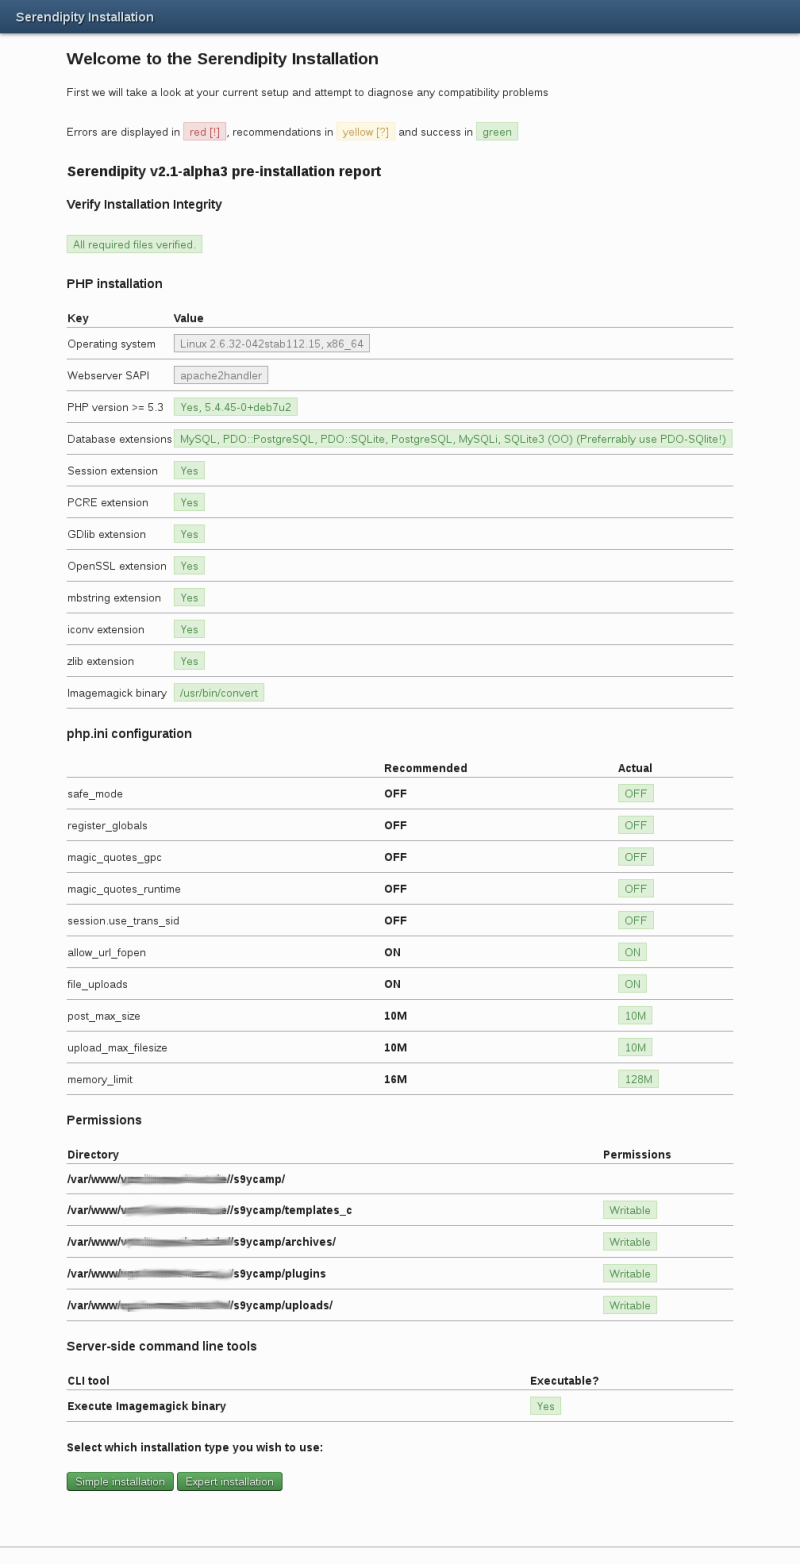 Serendipity Installation
Welcome to the Serendipity Installation
First we will take a look at your current setup and attempt to diagnose any compatibility problems
Errors are displayed in red [!] , recommendations in yellow [?] and success in green
Serendipity v2.1-alpha3 pre-installation report
Verify Installation Integrity
All required files verified.
PHP installation
Key Value
Operating system Linux 2.6.32-042stab112.15, x86_64
Webserver SAPI apache2handler
PHP version >= 5.3 Yes, 5.4.45-0+deb7u2
Database extensions MySQL, PDO::PostgreSQL, PDO::SQLite, PostgreSQL, MySQLi, SQLite3 (OO) (Preferrably use PDO-SQlite!)
Session extension Yes
PCRE extension Yes
GDlib extension Yes
OpenSSL extension Yes
mbstring extension Yes
iconv extension Yes
zlib extension Yes
Imagemagick binary /usr/bin/convert
php.ini configuration
Recommended Actual
safe_mode OFF OFF
register_globals OFF OFF
magic_quotes_gpc OFF OFF
magic_quotes_runtime OFF OFF
session.use_trans_sid OFF OFF
allow_url_fopen ON ON
file_uploads ON ON
post_max_size 10M 10M
upload_max_filesize 10M 10M
memory_limit 16M 128M
Permissions
Directory Permissions
/var/www/ //s9ycamp/
/var/www/ //s9ycamp/templates_c Writable
/var/www/ //s9ycamp/archives/ Writable
/var/www/ /s9ycamp/plugins Writable
/var/www/ //s9ycamp/uploads/ Writable
Server-side command line tools
CLI tool Executable?
Execute Imagemagick binary Yes
Select which installation type you wish to use:
Simple installation Expert installation